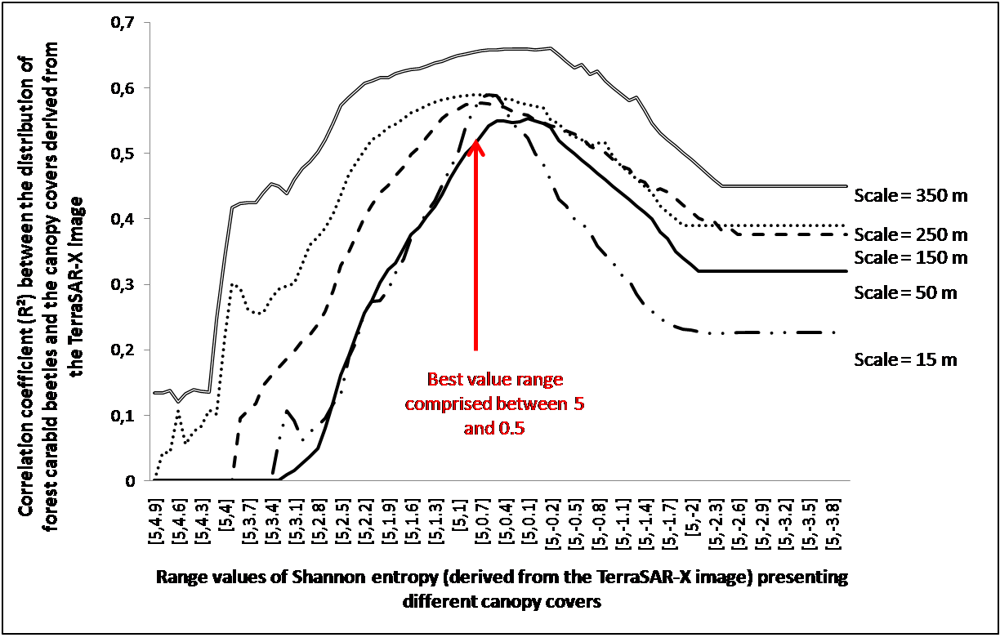 Correlation coefficient (R²) between the distribution of
forest carabid beetles and the canopy covers derived from
the TerraSAR-X image
0,7
0,6
0,5
0,4
0,3
0,2
0,1
0
Scale = 350 m
Scale = 250 m
Scale = 150 m
Scale = 50 m
Scale = 15 m
Best value range
comprised between 5
and 0.5
[5,4.9]
[5,4.6]
[5,4.3]
[5,4]
[5,3.7]
[5,3.4]
[5,3.1]
[5,2.8]
[5,2.5]
[5,2.2]
[5,1.9]
[5,1.6]
[5,1.3]
[5,1]
[5,0.7]
[5,0.4]
[5,0.1]
[5,-0.2]
[5,-0.5]
[5,-0.8]
[5,-1.1]
[5,-1.4]
[5,-1.7]
[5,-2]
[5,-2.3]
[5,-2.6]
[5,-2.9]
[5,-3.2]
[5,-3.5]
[5,-3.8]
Range values of Shannon entropy (derived from the TerraSAR-X image) presenting
different canopy covers